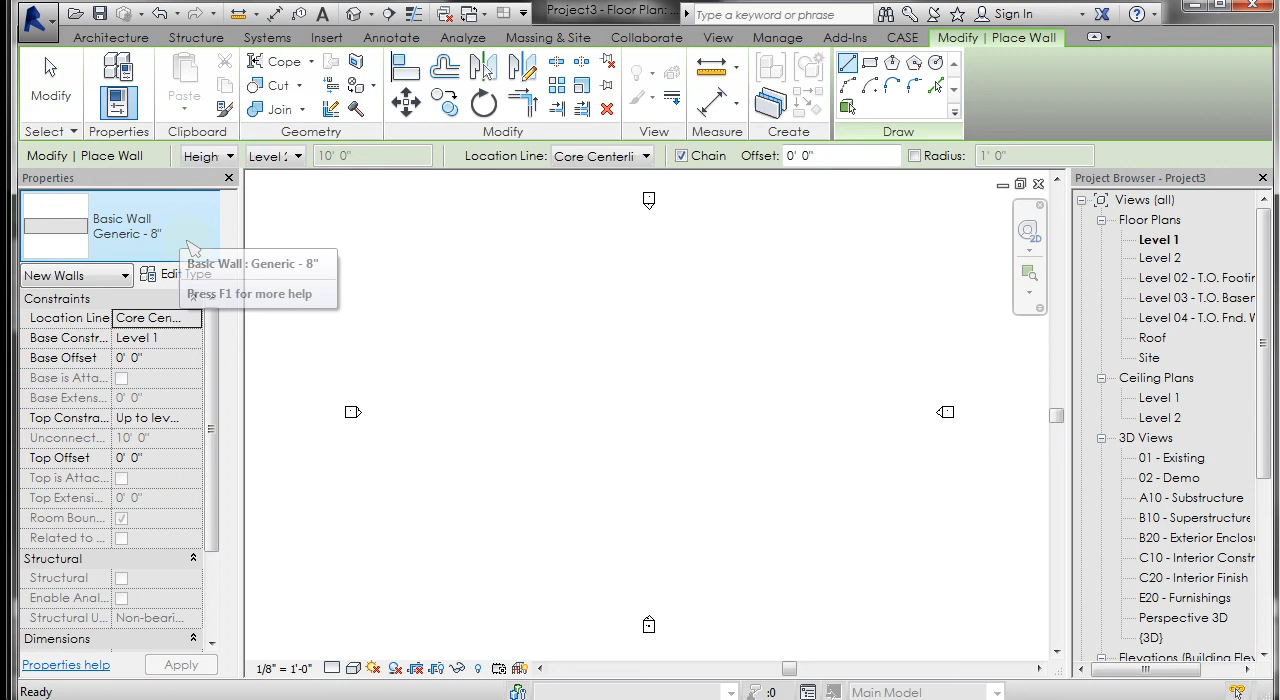 Project3 - Floor Plan:...
Type a keyword or phrase
Sign In
Architecture
Structure
Systems
Insert
Annotate
Analyze
Massing & Site
Collaborate
View
Manage
Add-Ins
CASE
Modify | Place Wall
Modify
Paste
Cope
Cut
Join
Select
Properties
Clipboard
Geometry
Modify
View
Measure
Create
Draw
Modify | Place Wall
Heigh
Level
10' 0"
Location Line:
Core Centerli
Chain
Offset:
0' 0"
Radius:
1' 0"
Properties
Basic Wall
Generic - 8"
New Walls
Edit Type
Basic Wall : Generic - 8"
Press F1 for more help
Constraints
Location Line
Core Cen...
Base Constr...
Level 1
Base Offset
0' 0"
Base is Atta...
Base Exten...
0' 0"
Top Constra...
Up to lev...
Unconnect...
10' 0"
Top Offset
0' 0"
Top is Attac...
Top Extensi...
0' 0"
Room Boun...
Related to ...
Structural
Structural
Enable Anal...
Structural U...
Non-beari...
Dimensions
Properties help
Apply
2D
1/8" = 1'-0"
Project Browser - Project3
Views (all)
Floor Plans
Level 1
Level 2
Level 02 - T.O. Footir
Level 03 - T.O. Basen
Level 04 - T.O. Fnd. W
Roof
Site
Ceiling Plans
Level 1
Level 2
3D Views
01 - Existing
02 - Demo
A10 - Substructure
B10 - Superstructure
B20 - Exterior Enclos
C10 - Interior Constr
C20 - Interior Finish
E20 - Furnishings
Perspective 3D
{3D}
Elevations (Building Elev
Ready
:0
Main Model